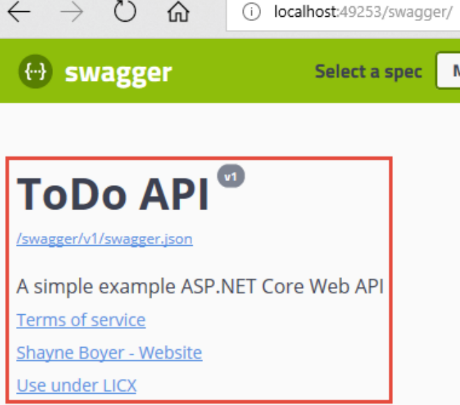 localhost:49253/swagger/
{···} swagger
Select a spec
ToDo API v1
/swagger/v1/swagger.json
A simple example ASP.NET Core Web API
Terms of service
Shayne Boyer - Website
Use under LICX